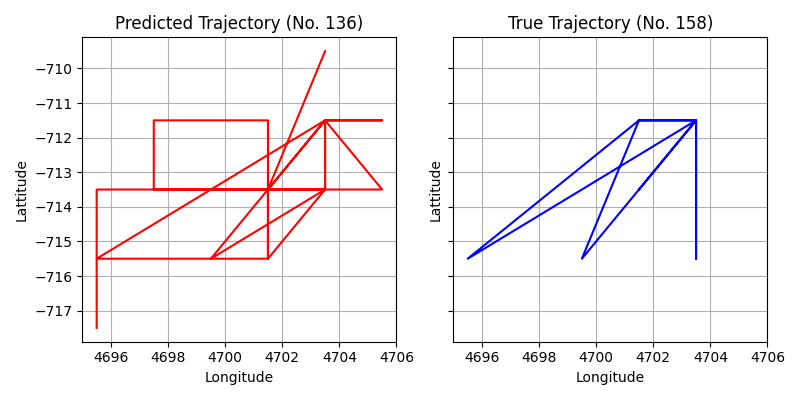 Predicted Trajectory (No. 136)
True Trajectory (No. 158)
−710
−711
−712
−713
−714
−715
−716
−717
Lattitude
Lattitude
4696 4698 4700 4702 4704 4706
4696 4698 4700 4702 4704 4706
Longitude
Longitude